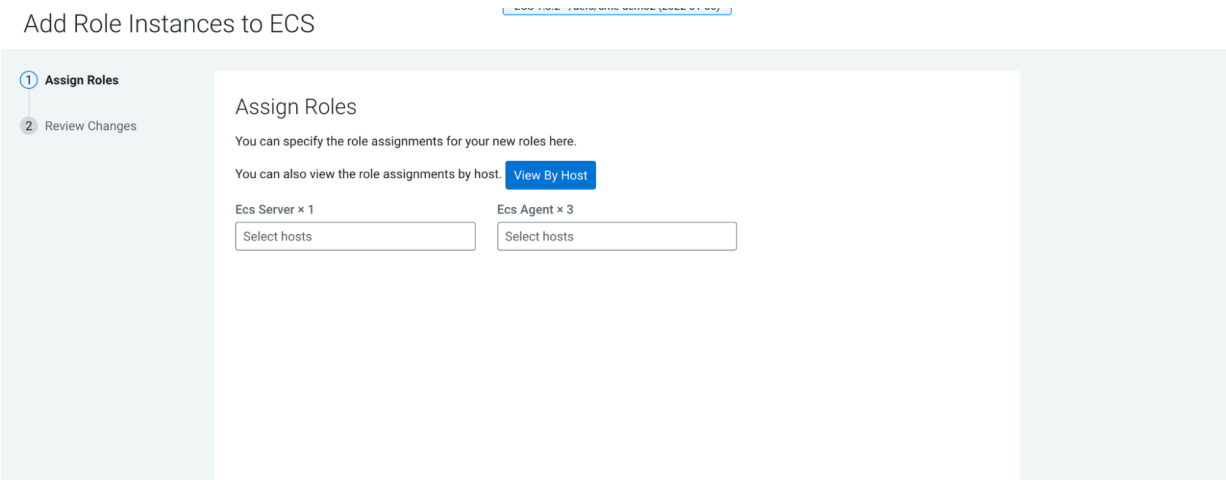 Add Role Instances to ECS
1 Assign Roles
2 Review Changes
Assign Roles
You can specify the role assignments for your new roles here.
You can also view the role assignments by host. View By Host
Ecs Server × 1 Ecs Agent × 3
Select hosts Select hosts